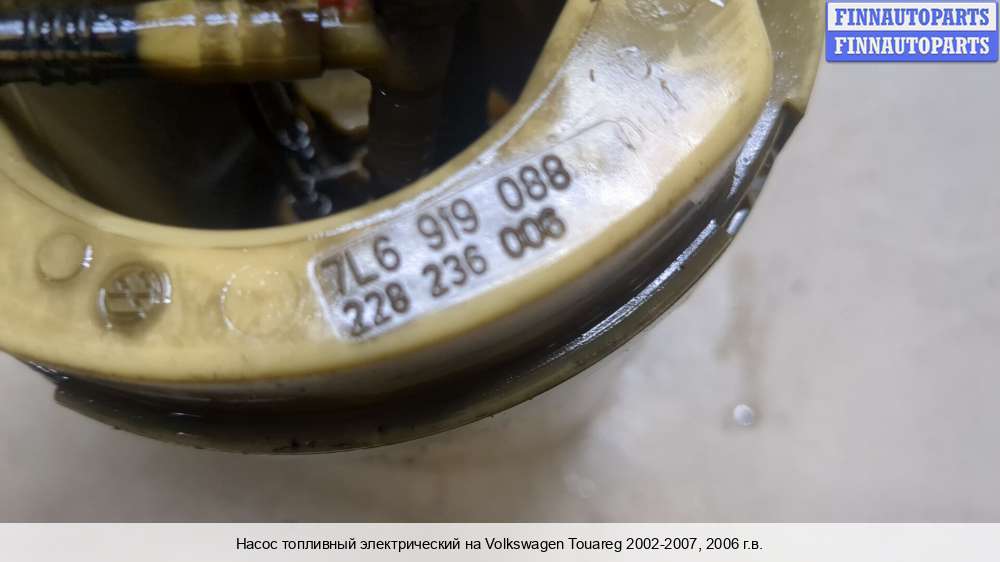 FINNAUTOPARTS
FINNAUTOPARTS
7L6 919 088
228 236 006
Насос топливный электрический на Volkswagen Touareg 2002-2007, 2006 г.в.